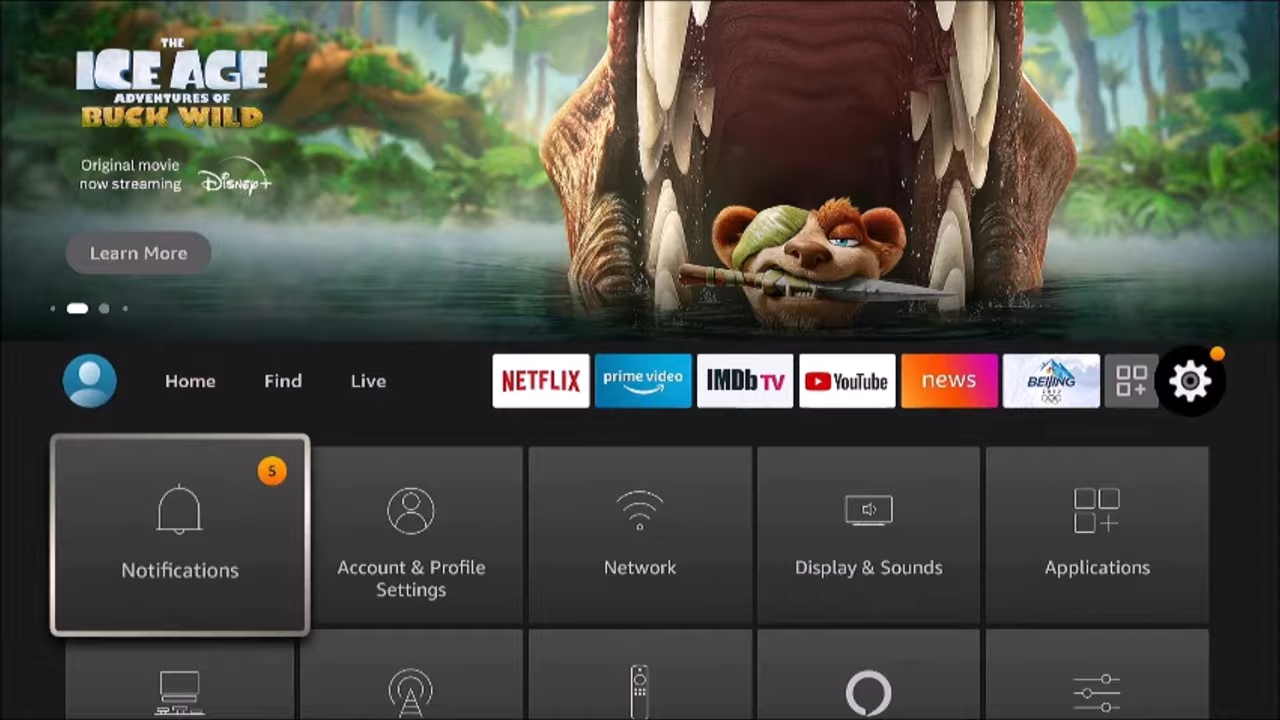 THE
ICE AGE
ADVENTURES OF
BUCK WILD
Original movie
now streaming
Disney+
Learn More
Home
Find
Live
NETFLIX
prime video
IMDb TV
YouTube
news
BEIJING
2022
5
Notifications
Account & Profile
Settings
Network
Display & Sounds
Applications